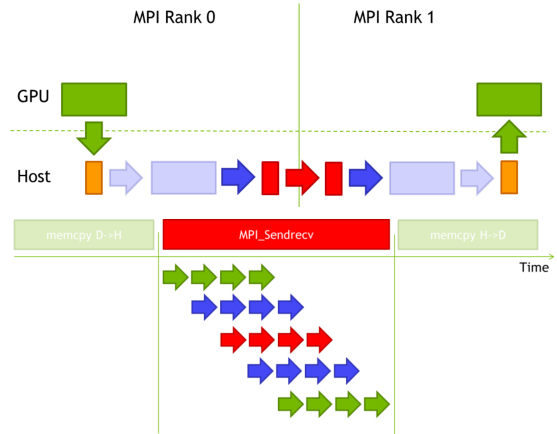 MPI Rank 0
MPI Rank 1
GPU
Host
memcpy D->H
MPI_Sendrecv
memcpy H->D
Time